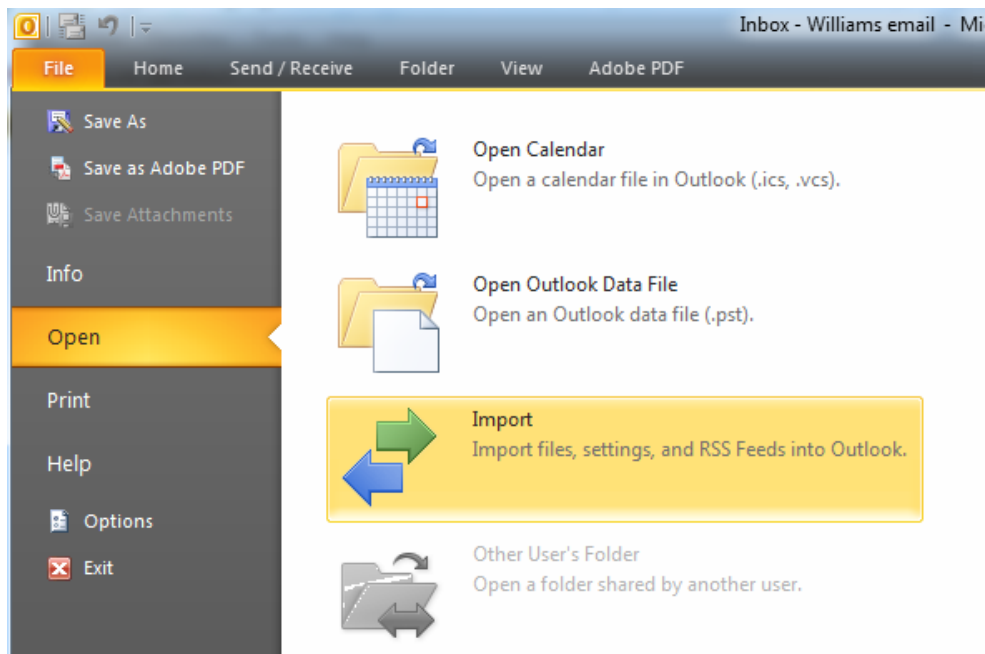 Inbox - Williams email - Mi
File Home Send / Receive Folder View Adobe PDF
Save As
Save as Adobe PDF
Save Attachments
Info
Open
Print
Help
Options
Exit
Open Calendar
Open a calendar file in Outlook (.ics, .vcs).
Open Outlook Data File
Open an Outlook data file (.pst).
Import
Import files, settings, and RSS Feeds into Outlook.
Other User's Folder
Open a folder shared by another user.